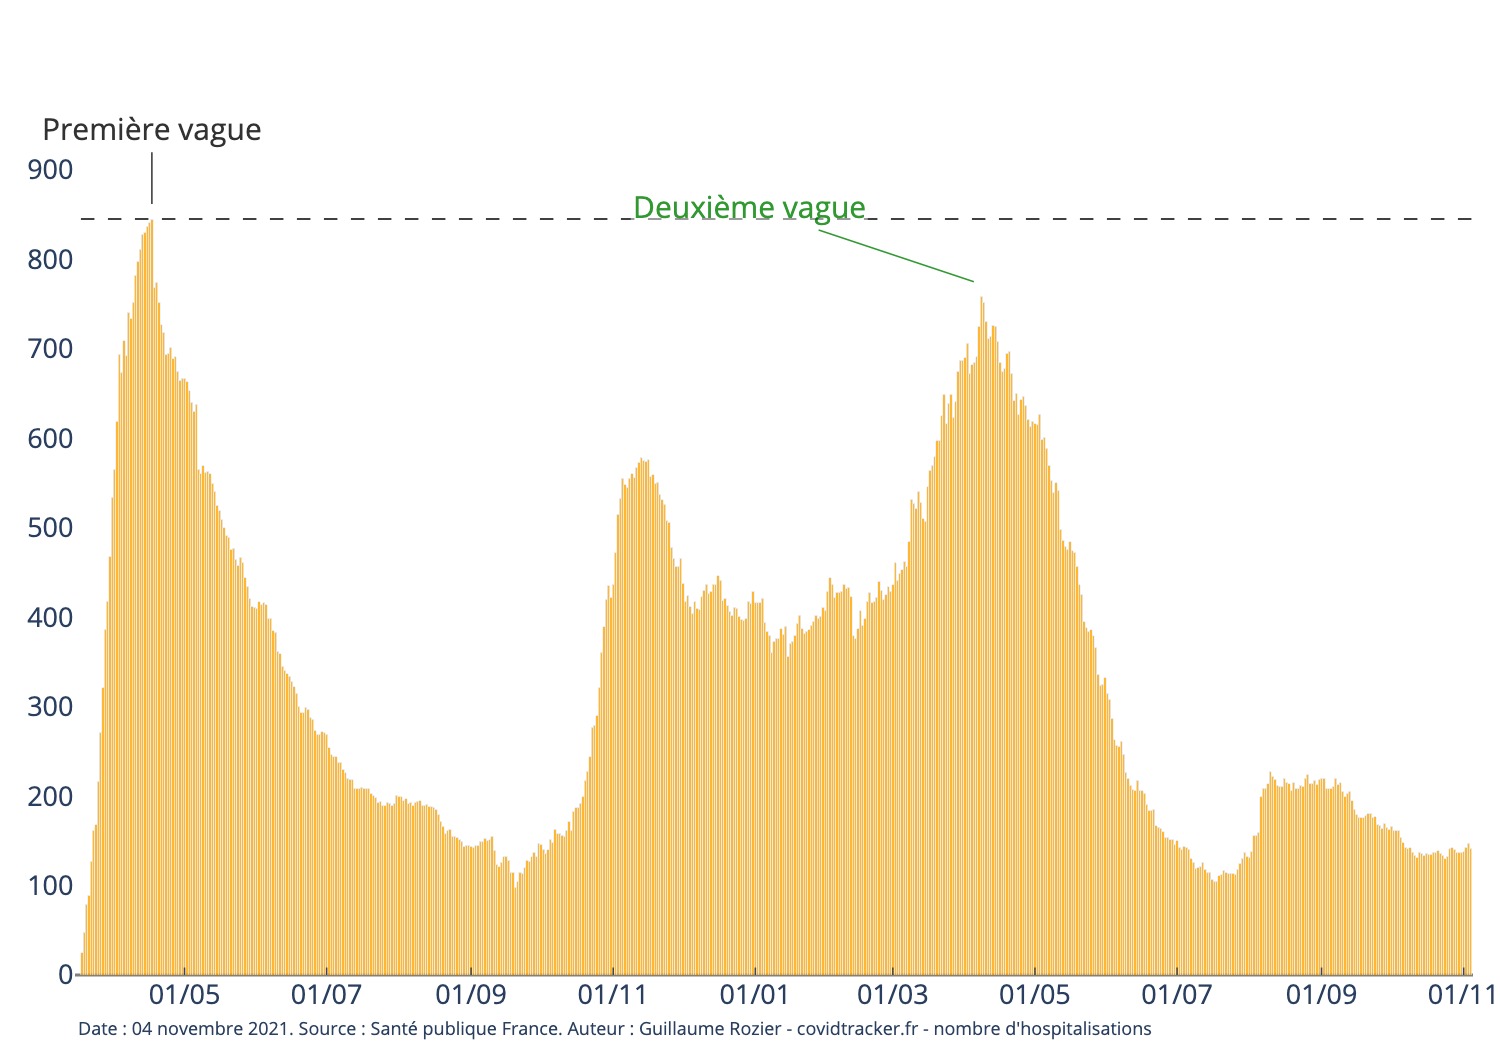 Première vague
900
Deuxième vague
800
700
600
500
400
300
200
100
0
01/05 01/07 01/09 01/11 01/01 01/03 01/05 01/07 01/09 01/11
Date : 04 novembre 2021. Source : Santé publique France. Auteur : Guillaume Rozier - covidtracker.fr - nombre d'hospitalisations